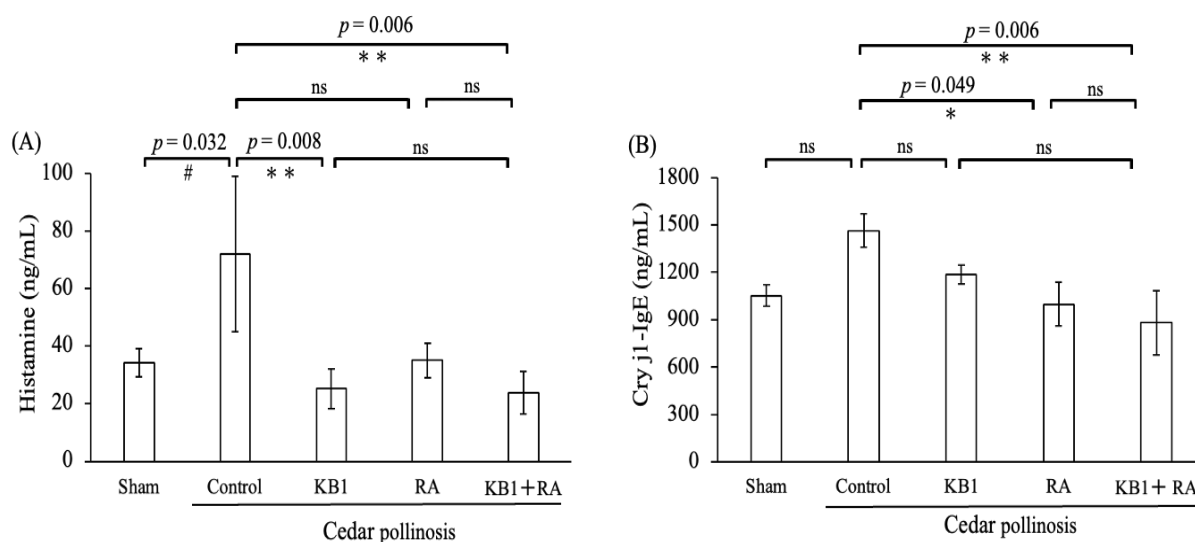 p = 0.006
**
ns
ns
(A)
p = 0.032
p = 0.008
ns
#
**
100
80
60
40
20
0
Histamine (ng/mL)
Sham
Control
KB1
RA
KB1+RA
Cedar pollinosis
p = 0.006
**
p = 0.049
ns
*
(B)
ns
ns
ns
1800
1500
1200
900
600
300
0
Cry j1-IgE (ng/mL)
Sham
Control
KB1
RA
KB1+RA
Cedar pollinosis